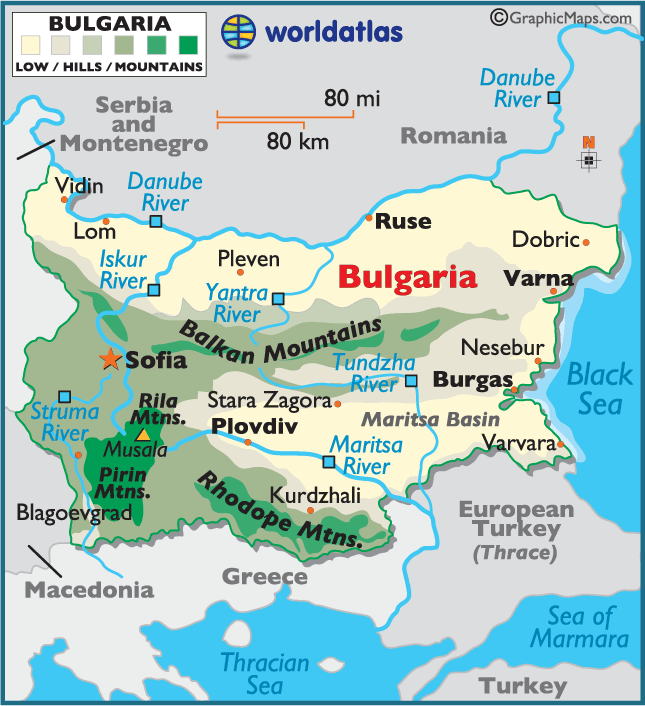 BULGARIA
LOW / HILLS / MOUNTAINS
worldatlas
©GraphicMaps.com
80 mi
80 km
Serbia
and
Montenegro
Romania
Danube
River
N
Vidin
Danube
River
Lom
Ruse
Dobric
Iskur
River
Pleven
Bulgaria
Varna
Yantra
River
Balkan Mountains
Nesebur
Sofia
Tundzha
River
Burgas
Black
Sea
Struma
River
Rila
Mtns.
Stara Zagora
Maritsa Basin
Plovdiv
Musala
Maritsa
River
Varvara
Pirin
Mtns.
Kurdzhali
Rhodope Mtns.
Blagoevgrad
European
Turkey
(Thrace)
Macedonia
Greece
Sea of
Marmara
Thracian
Sea
Turkey